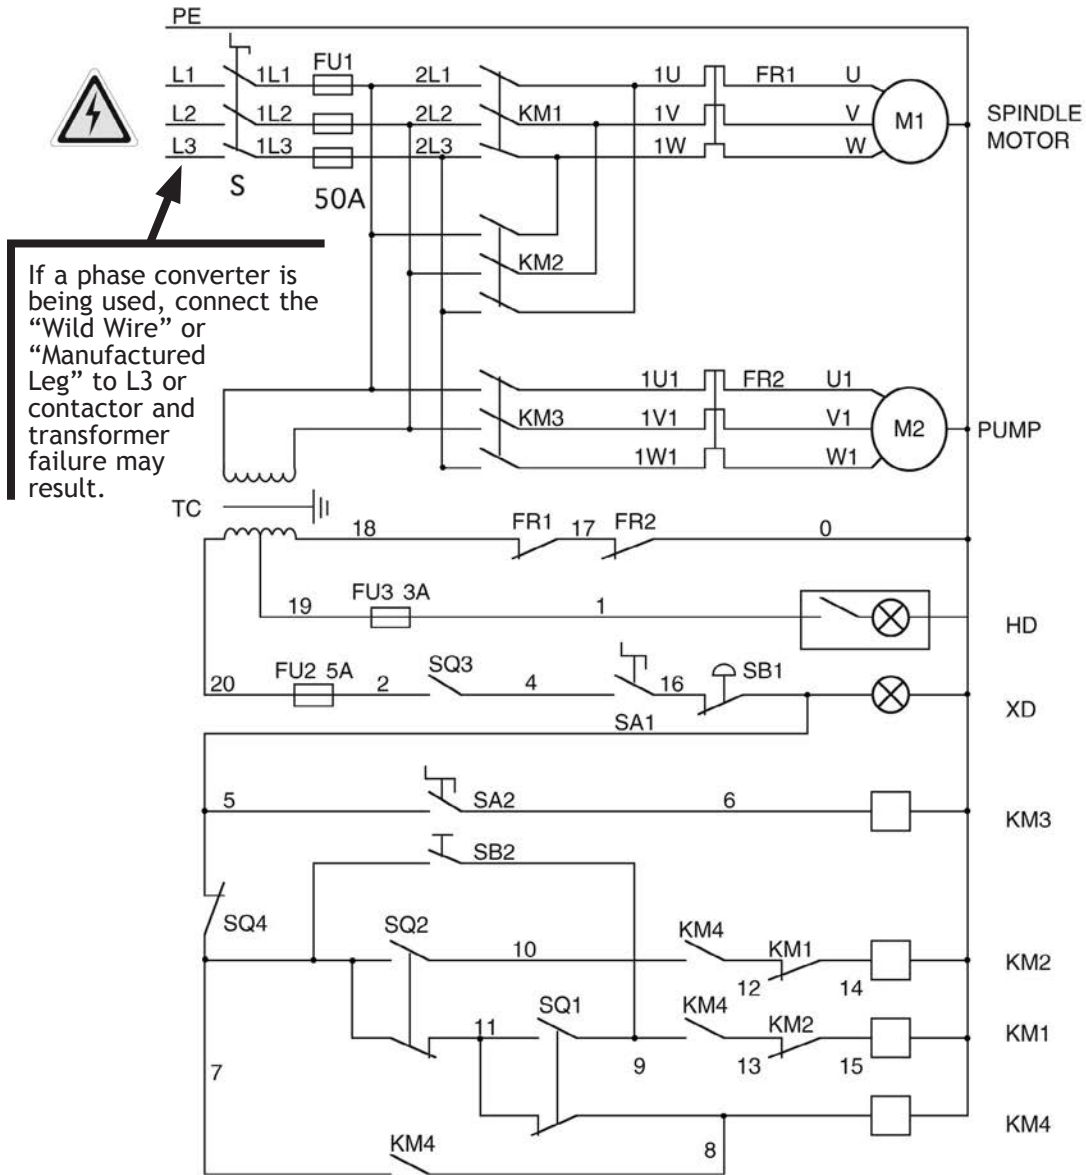 PE
L1 1L1 FU1 2L1 1U FR1 U
L2 1L2 2L2 KM1 1V V M1 SPINDLE
MOTOR
L3 1L3 2L3 1W W
S 50A
KM2
If a phase converter is
being used, connect the
“Wild Wire” or
“Manufactured
Leg” to L3 or
contactor and
transformer
failure may
result.
1U1 FR2 U1
KM3 1V1 V1 M2 PUMP
1W1 W1
TC
18 FR1 17 FR2 0
19 FU3 3A 1 HD
20 FU2 5A 2 SQ3 4 16 SB1 XD
SA1
5 SA2 6 KM3
SB2
SQ4
SQ2 10 KM4 12 KM1 14 KM2
11 SQ1 9 KM4 13 KM2 15 KM1
7
KM4
KM4 8